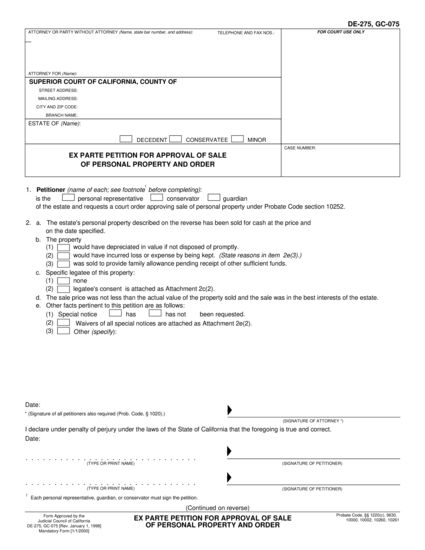 DE-275, GC-075
ATTORNEY OR PARTY WITHOUT ATTORNEY (Name, state bar number, and address): TELEPHONE AND FAX NOS.: FOR COURT USE ONLY
ATTORNEY FOR (Name):
SUPERIOR COURT OF CALIFORNIA, COUNTY OF
STREET ADDRESS:
MAILING ADDRESS:
CITY AND ZIP CODE:
BRANCH NAME:
ESTATE OF (Name):
DECEDENT CONSERVATEE MINOR
CASE NUMBER:
EX PARTE PETITION FOR APPROVAL OF SALE
OF PERSONAL PROPERTY AND ORDER
1. Petitioner (name of each; see footnote before completing):
is the personal representative conservator guardian
of the estate and requests a court order approving sale of personal property under Probate Code section 10252.
2. a. The estate's personal property described on the reverse has been sold for cash at the price and
on the date specified.
b. The property
(1) would have depreciated in value if not disposed of promptly.
(2) would have incurred loss or expense by being kept. (State reasons in item 2e(3).)
(3) was sold to provide family allowance pending receipt of other sufficient funds.
c. Specific legatee of this property:
(1) none
(2) legatee's consent is attached as Attachment 2c(2).
d. The sale price was not less than the actual value of the property sold and the sale was in the best interests of the estate.
e. Other facts pertinent to this petition are as follows:
(1) Special notice has has not been requested.
(2) Waivers of all special notices are attached as Attachment 2e(2).
(3) Other (specify):
Date:
* (Signature of all petitioners also required (Prob. Code, § 1020).)
(SIGNATURE OF ATTORNEY *)
I declare under penalty of perjury under the laws of the State of California that the foregoing is true and correct.
Date:
(TYPE OR PRINT NAME) (SIGNATURE OF PETITIONER)
(TYPE OR PRINT NAME) (SIGNATURE OF PETITIONER)
Each personal representative, guardian, or conservator must sign the petition.
(Continued on reverse)
Form Approved by the
Judicial Council of California
DE-275, GC-075 [Rev. January 1, 1998]
Mandatory Form [1/1/2000]
EX PARTE PETITION FOR APPROVAL OF SALE
OF PERSONAL PROPERTY AND ORDER
10000, 10002, 10260, 10261